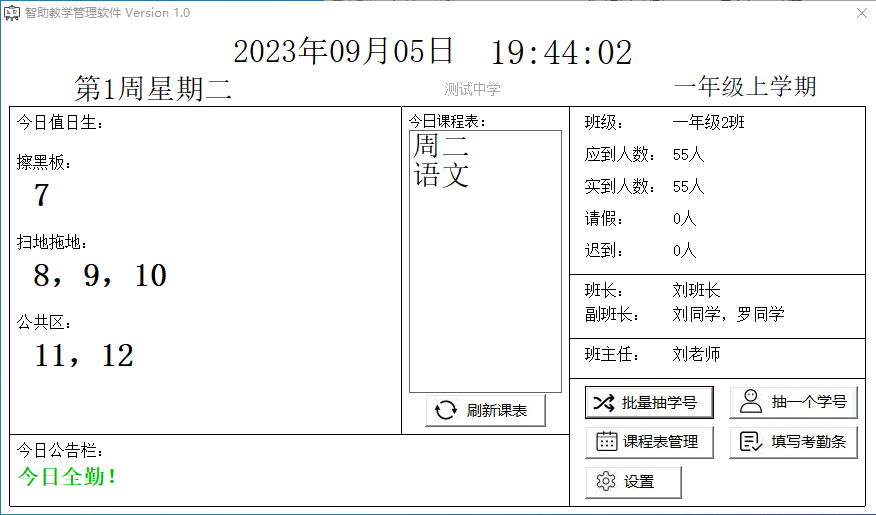 智助教学管理软件 Version 1.0
2023年09月05日 19:44:02
第1周星期二 测试中学 一年级上学期
今日值日生：
擦黑板：
7
扫地拖地：
8，9，10
公共区：
11，12
今日公告栏：
今日全勤！
今日课程表：
周二
语文
刷新课表
班级： 一年级2班
应到人数： 55人
实到人数： 55人
请假： 0人
迟到： 0人
班长： 刘班长
副班长： 刘同学，罗同学
班主任： 刘老师
批量抽学号 抽一个学号
课程表管理 填写考勤条
设置